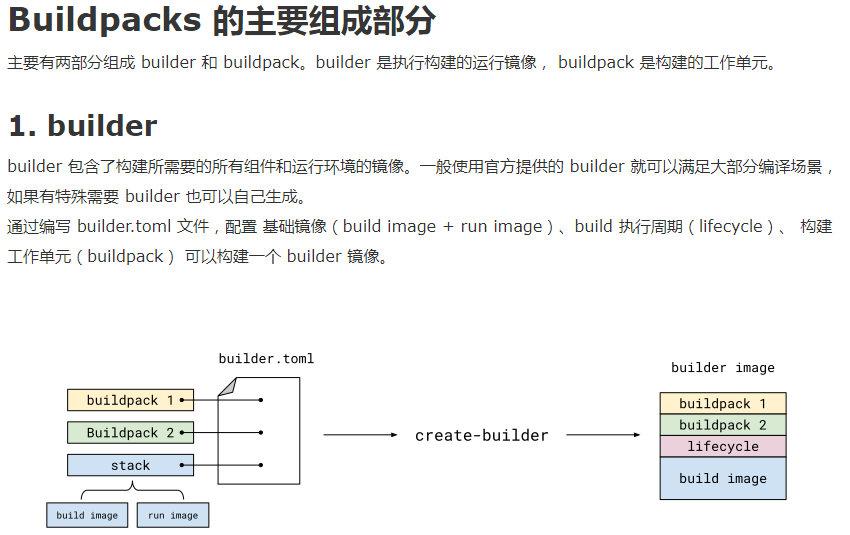 Buildpacks 的主要组成部分
主要有两部分组成 builder 和 buildpack。builder 是执行构建的运行镜像， buildpack 是构建的工作单元。
1. builder
builder 包含了构建所需要的所有组件和运行环境的镜像。一般使用官方提供的 builder 就可以满足大部分编译场景，
如果有特殊需要 builder 也可以自己生成。
通过编写 builder.toml 文件，配置 基础镜像（build image + run image）、build 执行周期（lifecycle）、 构建
工作单元（buildpack） 可以构建一个 builder 镜像。
builder.toml
buildpack 1
Buildpack 2
stack
build image
run image
create-builder
builder image
buildpack 1
buildpack 2
lifecycle
build image